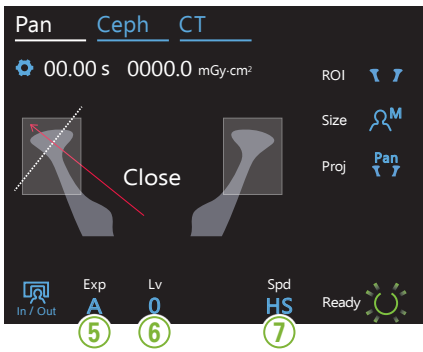 Pan Ceph CT
00.00 s 0000.0 mGy·cm²
ROI
Size M
Close
Proj Pan
Exp Lv Spd
In / Out A 0 HS Ready
⑤ ⑥ ⑦